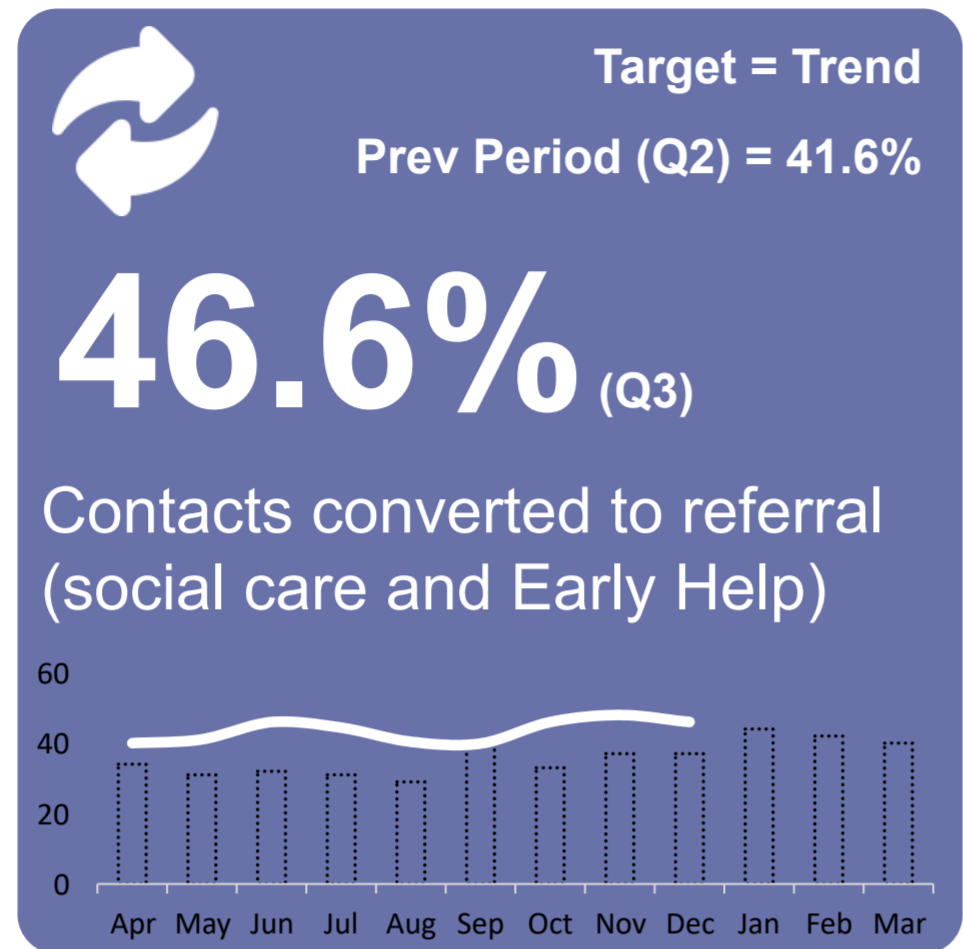 Target = Trend
Prev Period (Q2) = 41.6%
46.6% (Q3)
Contacts converted to referral
(social care and Early Help)
60
40
20
0
Apr May Jun Jul Aug Sep Oct Nov Dec Jan Feb Mar